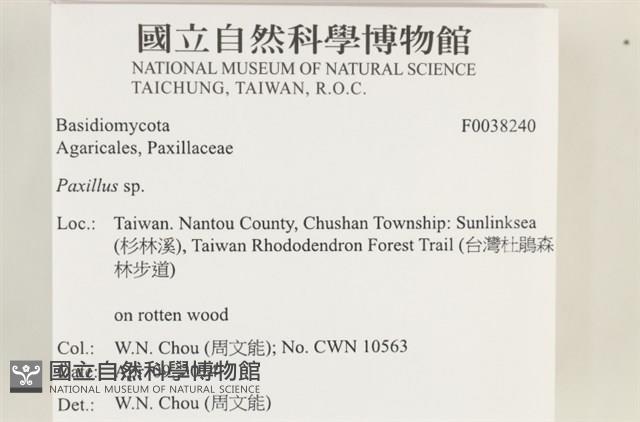 國立自然科學博物館
NATIONAL MUSEUM OF NATURAL SCIENCE
TAICHUNG, TAIWAN, R.O.C.
Basidiomycota F0038240
Agaricales, Paxillaceae
Paxillus sp.
Loc.: Taiwan. Nantou County, Chushan Township: Sunlinksea
(杉林溪), Taiwan Rhododendron Forest Trail (台灣杜鵑森
林步道)
on rotten wood
Col.: W.N. Chou (周文能); No. CWN 10563
國立自然科學博物館
NATIONAL MUSEUM OF NATURAL SCIENCE
Det.: W.N. Chou (周文能)